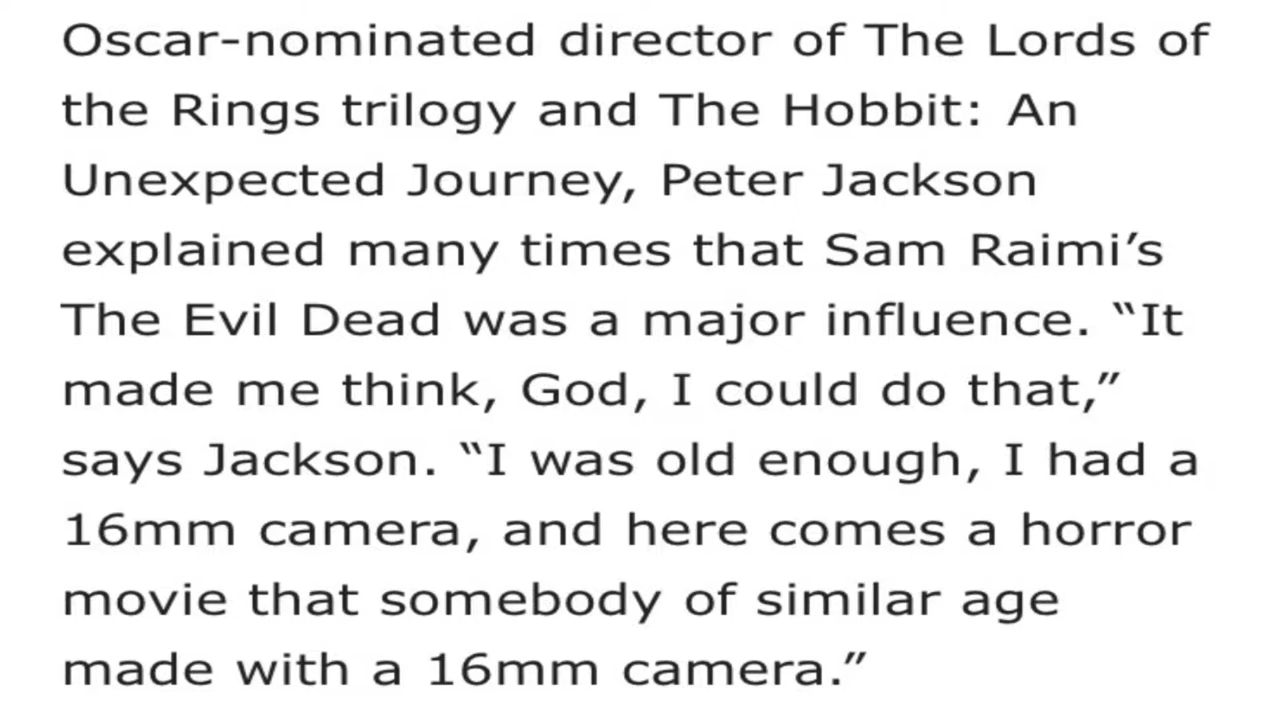 Oscar-nominated director of The Lords of
the Rings trilogy and The Hobbit: An
Unexpected Journey, Peter Jackson
explained many times that Sam Raimi’s
The Evil Dead was a major influence. “It
made me think, God, I could do that,”
says Jackson. “I was old enough, I had a
16mm camera, and here comes a horror
movie that somebody of similar age
made with a 16mm camera.”